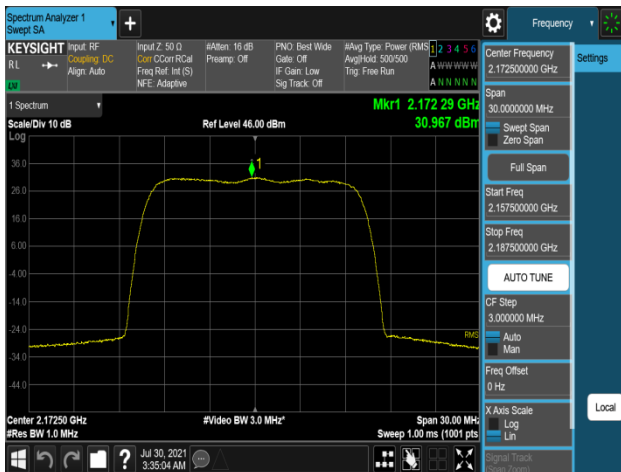 Spectrum Analyzer 1
Swept SA
+
Frequency
KEYSIGHT
RL
LXI
Input: RF
Coupling: DC
Align: Auto
Input Z: 50 Ω
Corr CCorr RCal
Freq Ref: Int (S)
NFE: Adaptive
#Atten: 16 dB
Preamp: Off
PNO: Best Wide
Gate: Off
IF Gain: Low
Sig Track: Off
#Avg Type: Power (RMS
Avg|Hold: 500/500
Trig: Free Run
1 2 3 4 5 6
A W W W W W
A N N N N N
1 Spectrum
Scale/Div 10 dB
Ref Level 46.00 dBm
Mkr1 2.172 29 GHz
30.967 dBm
Log
36.0
26.0
16.0
6.00
-4.00
-14.0
-24.0
-34.0
-44.0
1
RMS
Center 2.17250 GHz
#Res BW 1.0 MHz
#Video BW 3.0 MHz*
Span 30.00 MHz
Sweep 1.00 ms (1001 pts
Jul 30, 2021
3:35:04 AM
Center Frequency
2.172500000 GHz
Span
30.0000000 MHz
Swept Span
Zero Span
Full Span
Start Freq
2.157500000 GHz
Stop Freq
2.187500000 GHz
AUTO TUNE
CF Step
3.000000 MHz
Auto
Man
Freq Offset
0 Hz
X Axis Scale
Log
Lin
Signal Track
(Span Zoom)
Settings
Local